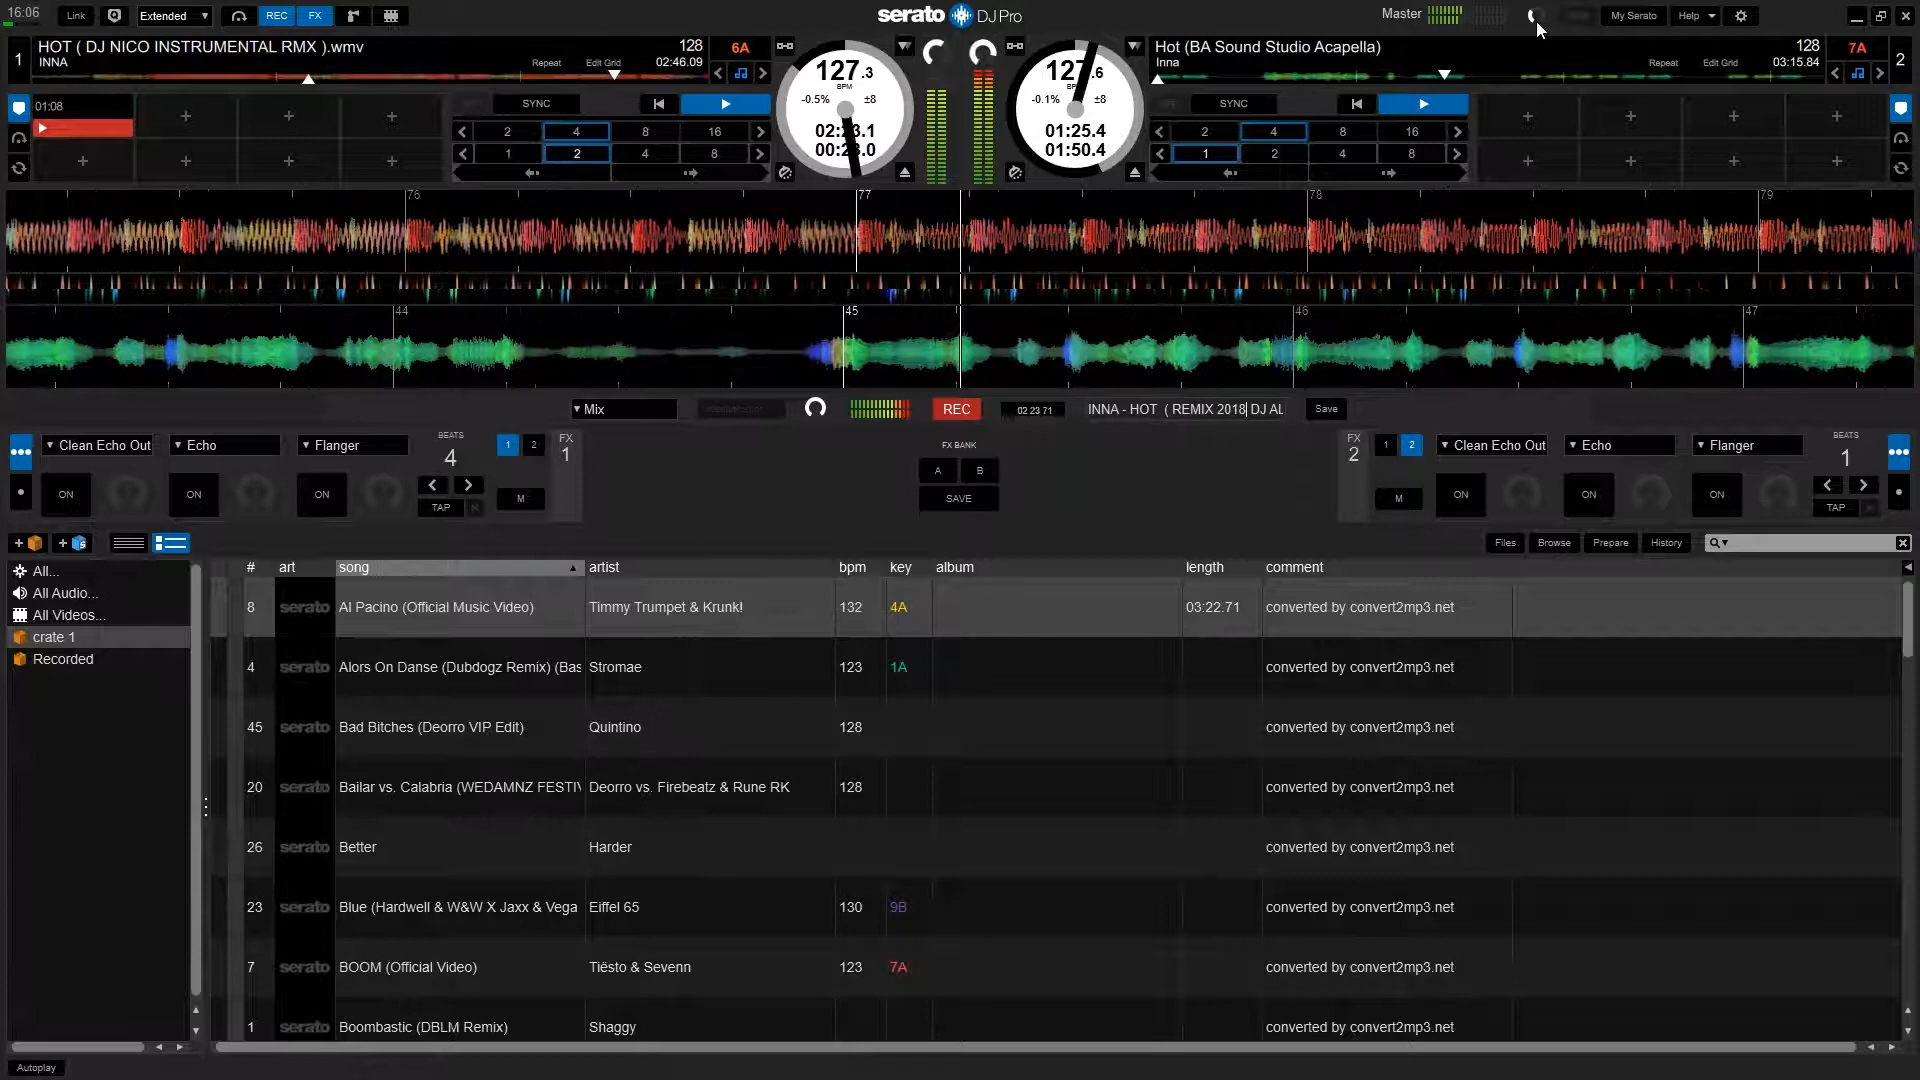 16:06
Link
Extended
REC
FX
serato DJ Pro
Master
My Serato
Help
1
HOT ( DJ NICO INSTRUMENTAL RMX ).wmv
INNA
Repeat
Edit Grid
128
02:46.09
6A
127.3
BPM
-0.5%
±8
127.6
BPM
-0.1%
±8
01:25.4
01:50.4
Hot (BA Sound Studio Acapella)
Inna
Repeat
Edit Grid
128
03:15.84
7A
2
01:08
SYNC
2 4 8 16
1 2 4 8
SYNC
2 4 8 16
1 2 4 8
76 77 78 79
44 45 46 47
Mix
REC
02 23 71
INNA - HOT ( REMIX 2018 DJ AL
Save
Clean Echo Out
Echo
Flanger
BEATS
4
1 2
FX
1
ON
ON
ON
TAP
M
FX BANK
A B
SAVE
FX
2
1 2
M
Clean Echo Out
Echo
Flanger
BEATS
1
ON
ON
ON
TAP
Files
Browse
Prepare
History
All...
All Audio...
All Videos...
crate 1
Recorded
# art song artist bpm key album length comment
8 serato Al Pacino (Official Music Video) Timmy Trumpet & Krunk! 132 4A 03:22.71 converted by convert2mp3.net
4 serato Alors On Danse (Dubdogz Remix) (Bas Stromae 123 1A converted by convert2mp3.net
45 serato Bad Bitches (Deorro VIP Edit) Quintino 128 converted by convert2mp3.net
20 serato Bailar vs. Calabria (WEDAMNZ FESTIV Deorro vs. Firebeatz & Rune RK 128 converted by convert2mp3.net
26 serato Better Harder converted by convert2mp3.net
23 serato Blue (Hardwell & W&W X Jaxx & Vega Eiffel 65 130 9B converted by convert2mp3.net
7 serato BOOM (Official Video) Tiësto & Sevenn 123 7A converted by convert2mp3.net
1 serato Boombastic (DBLM Remix) Shaggy converted by convert2mp3.net
Autoplay